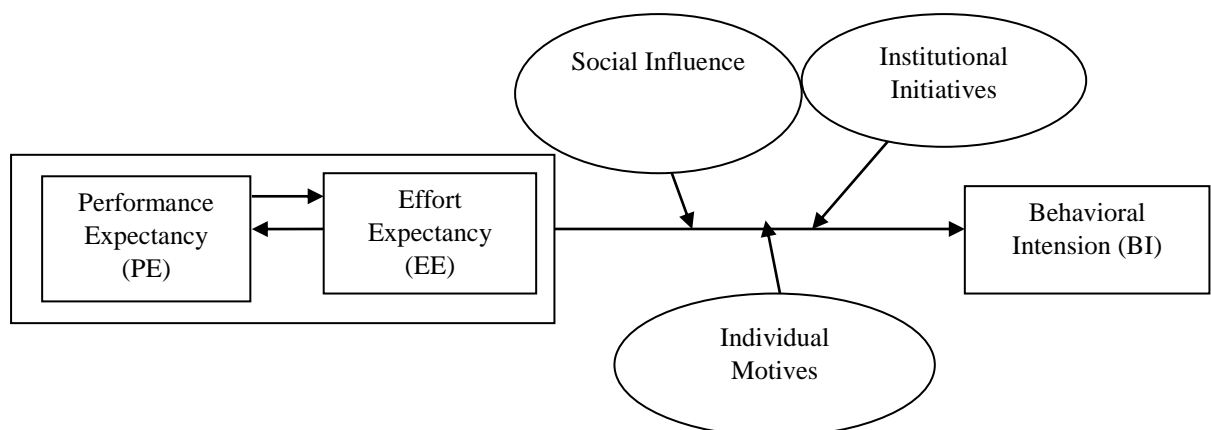 Social Influence
Institutional
Initiatives
Performance
Expectancy
(PE)
Effort
Expectancy
(EE)
Behavioral
Intension (BI)
Individual
Motives